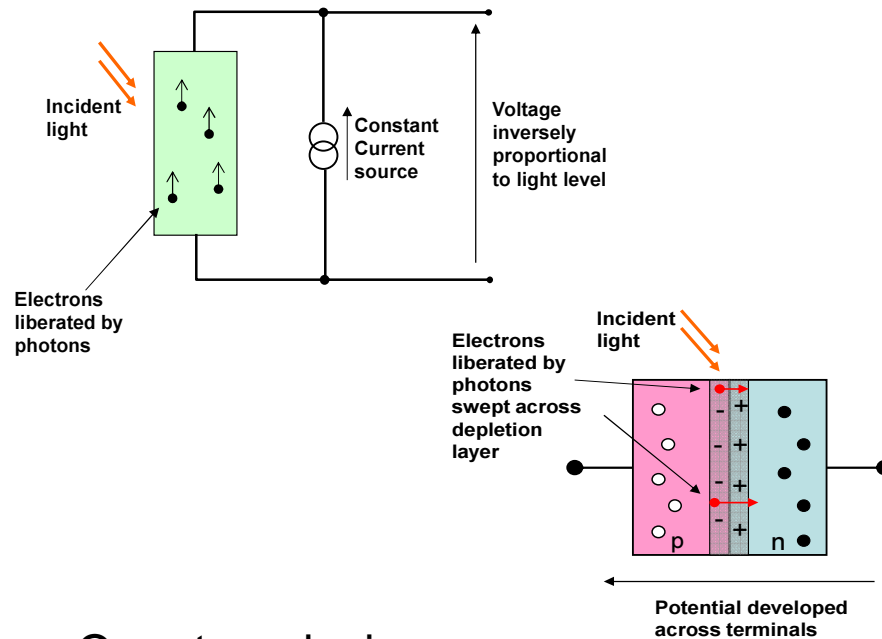 Incident
light
Constant
Current
source
Voltage
inversely
proportional
to light level
Electrons
liberated by
photons
Incident
light
Electrons
liberated by
photons
swept across
depletion
layer
- +
- +
- +
- +
p n
Potential developed
across terminals